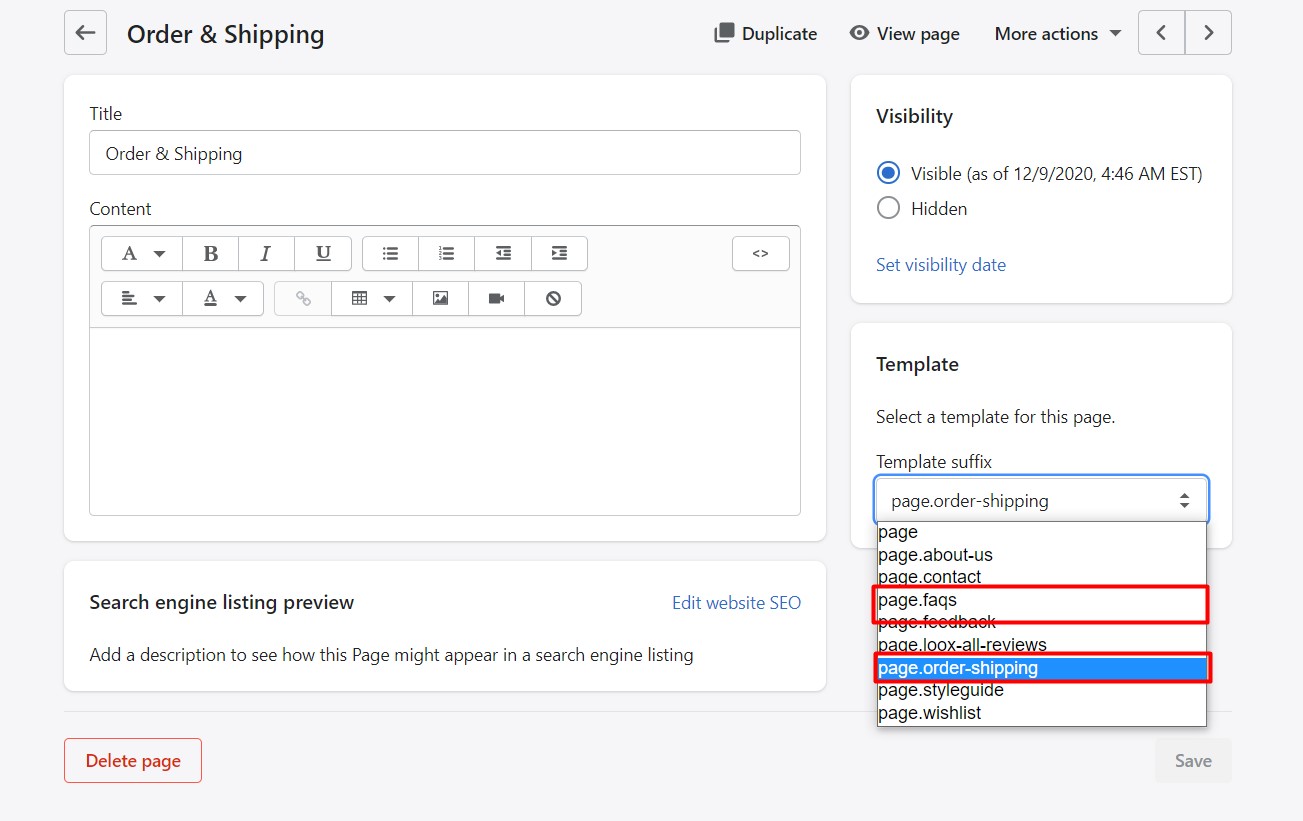 Order & Shipping
Duplicate
View page
More actions
Title
Order & Shipping
Content
A
B
I
U
<>
A
Search engine listing preview
Edit website SEO
Add a description to see how this Page might appear in a search engine listing
Visibility
Visible (as of 12/9/2020, 4:46 AM EST)
Hidden
Set visibility date
Template
Select a template for this page.
Template suffix
page.order-shipping
page
page.about-us
page.contact
page.faqs
page.feedback
page.loox-all-reviews
page.order-shipping
page.styleguide
page.wishlist
Delete page
Save